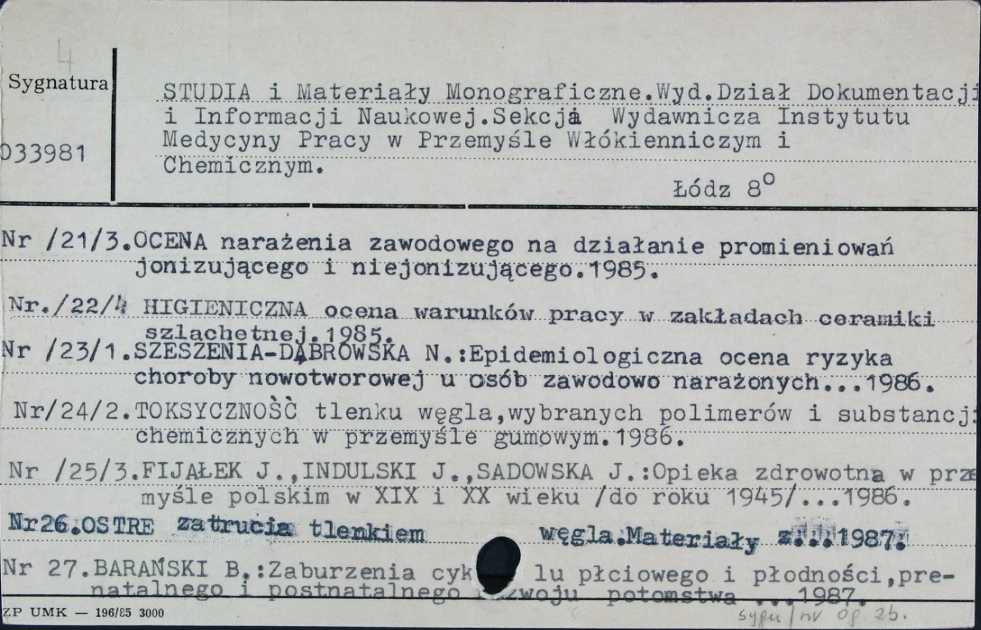 4
Sygnatura
033981
STUDIA i Materiały Monograficzne.Wyd.Dział Dokumentacji
i Informacji Naukowej.Sekcja Wydawnicza Instytutu
Medycyny Pracy w Przemyśle Włókienniczym i
Chemicznym.
Łódz 8⁰
Nr /21/3.OCENA narażenia zawodowego na działanie promieniowań
jonizującego i niejonizującego.1985.
Nr./22/4 HIGIENICZNA ocena warunków pracy w zakładach ceramiki
szlachetnej.1985.
Nr /23/1.SZESZENIA-DĄBROWSKA N.:Epidemiologiczna ocena ryzyka
choroby nowotworowej u osób zawodowo narażonych...1986.
Nr/24/2.TOKSYCZNOŚĆ tlenku węgla,wybranych polimerów i substancji
chemicznych w przemyśle gumowym.1986.
Nr /25/3.FIJAŁEK J.,INDULSKI J.,SADOWSKA J.:Opieka zdrowotna w prze
myśle polskim w XIX i XX wieku /do roku 1945/...1986.
Nr26.OSTRE zatrucia tlenkiem węgla.Materiały z...1987.
Nr 27.BARAŃSKI B.:Zaburzenia cyk lu płciowego i płodności,pre-
natalnego i postnatalnego rozwoju potomstwa ...1987.
ZP UMK — 196/85 3000